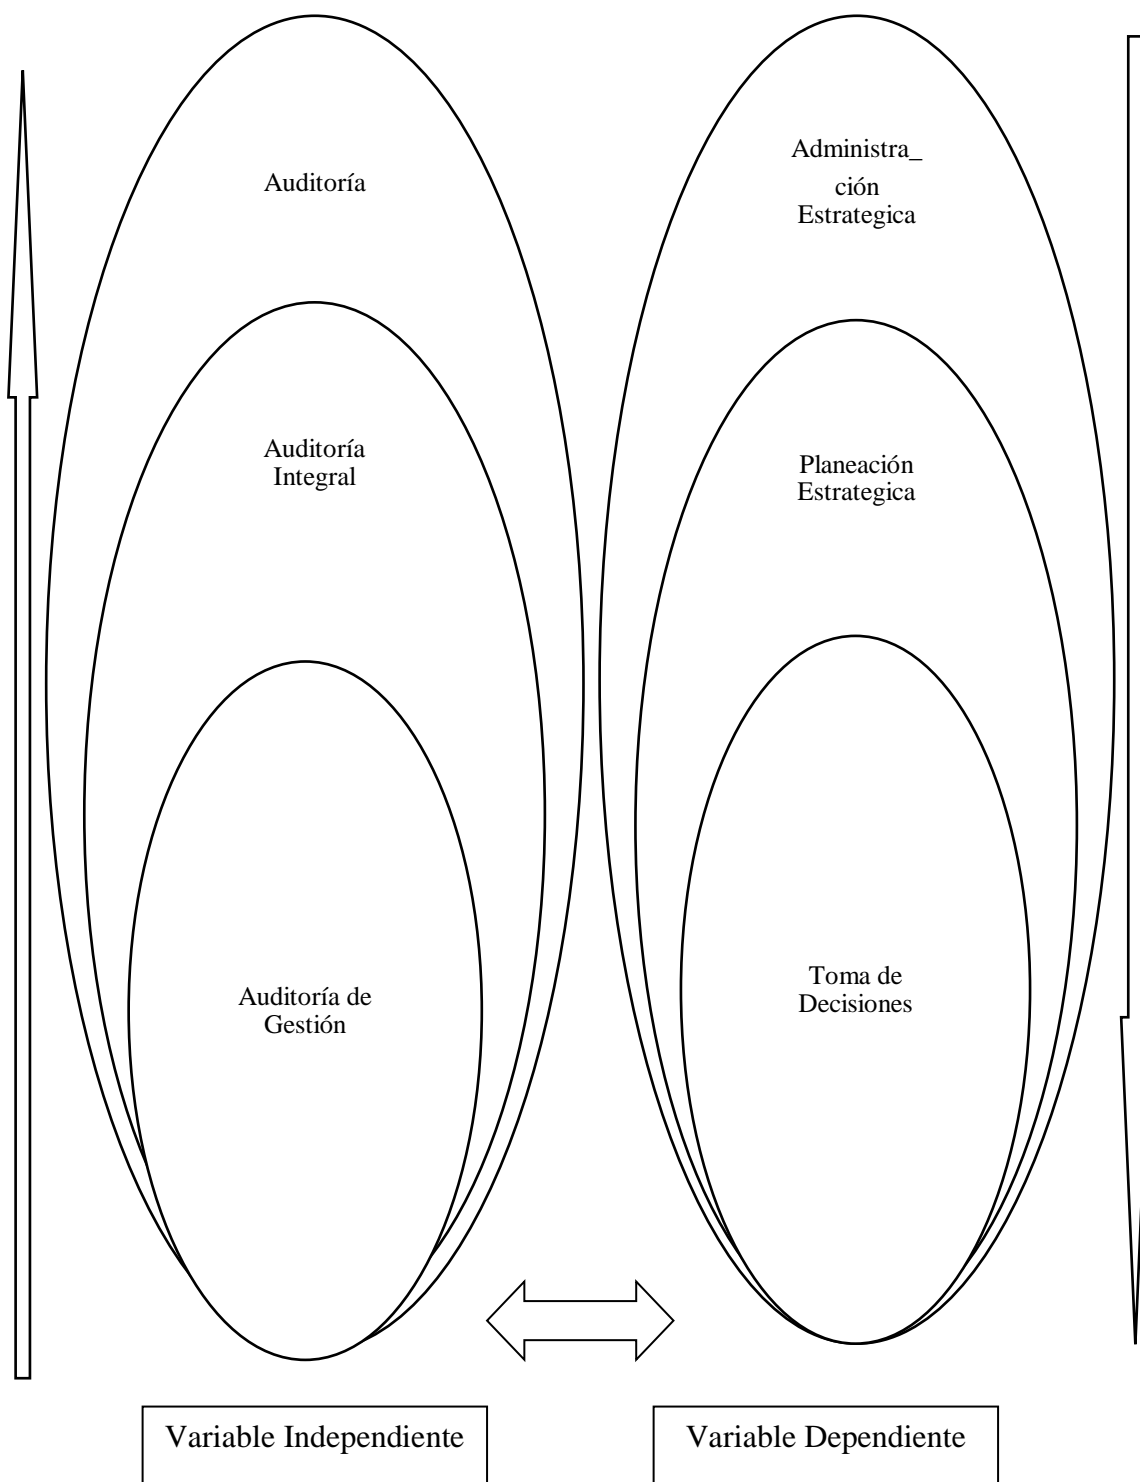 Auditoría
Auditoría
Integral
Auditoría de
Gestión
Administra_
ción
Estrategica
Planeación
Estrategica
Toma de
Decisiones
Variable Independiente
Variable Dependiente